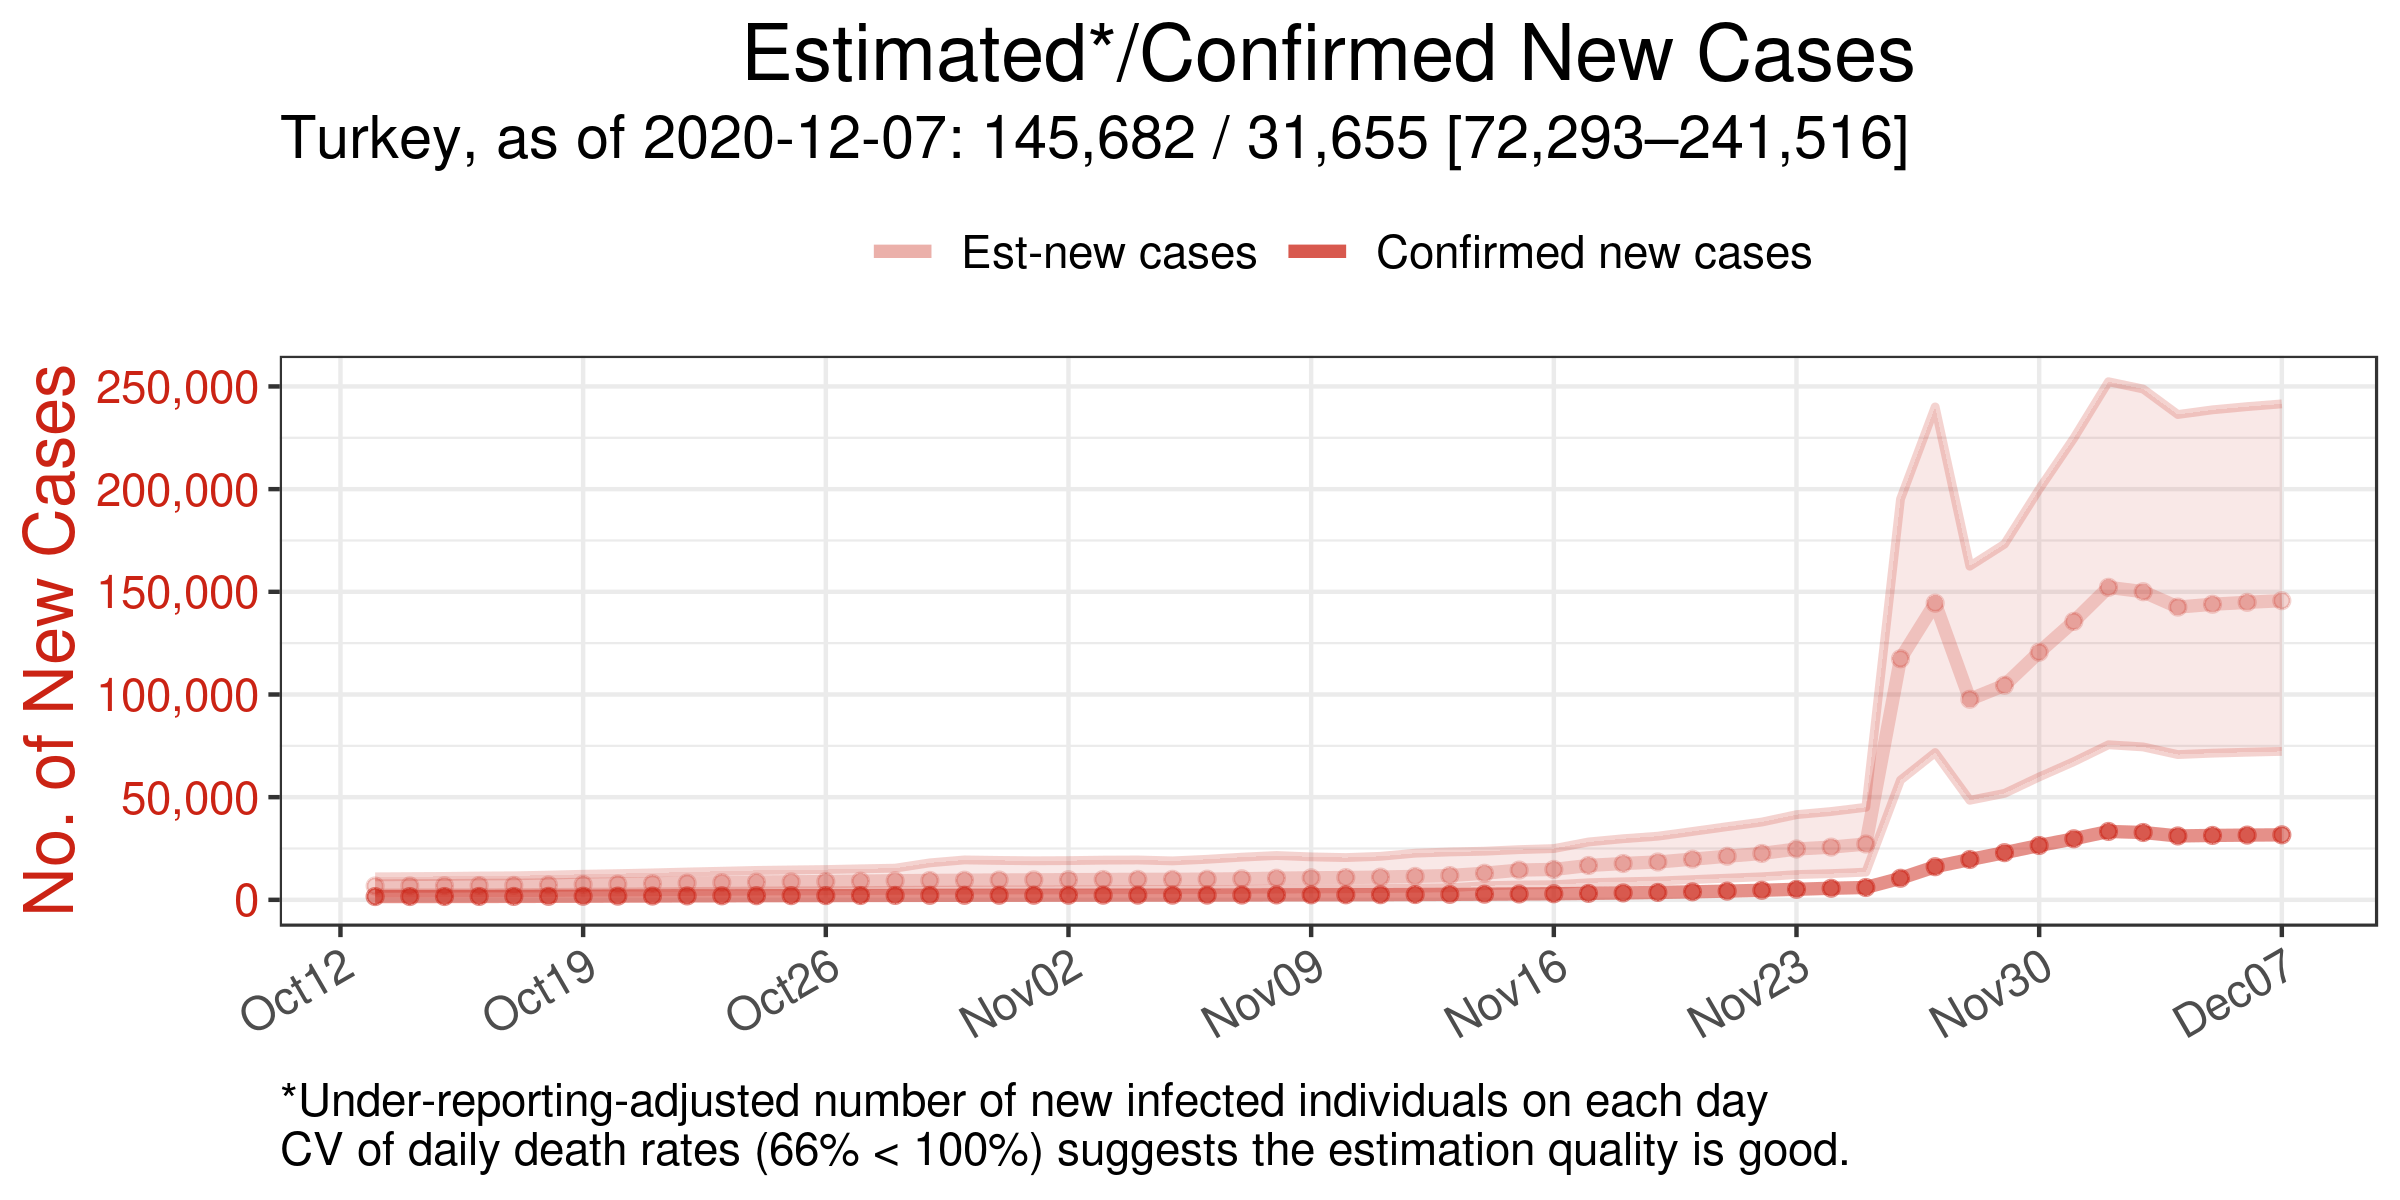 Estimated*/Confirmed New Cases
Turkey, as of 2020-12-07: 145,682 / 31,655 [72,293–241,516]
Est-new cases Confirmed new cases
No. of New Cases
250,000
200,000
150,000
100,000
50,000
0
Oct12 Oct19 Oct26 Nov02 Nov09 Nov16 Nov23 Nov30 Dec07
*Under-reporting-adjusted number of new infected individuals on each day
CV of daily death rates (66% < 100%) suggests the estimation quality is good.